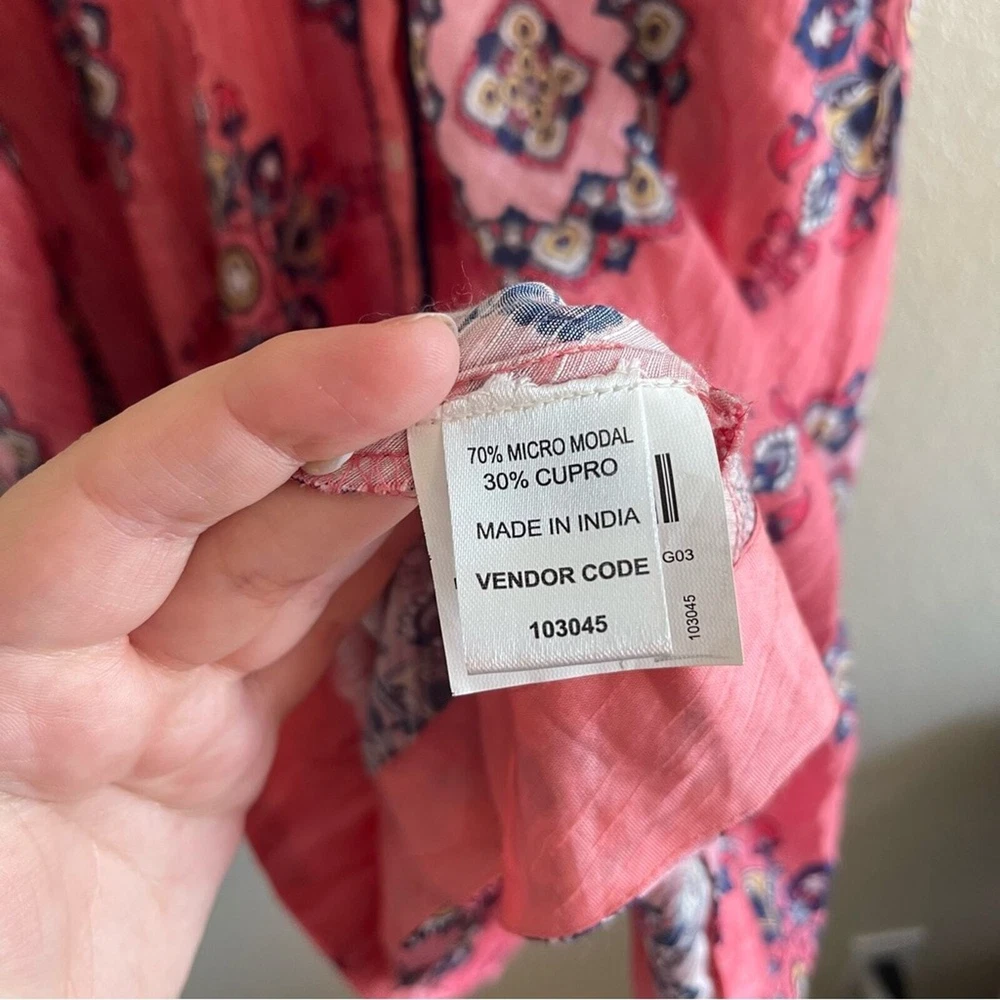 70% MICRO MODAL
30% CUPRO
MADE IN INDIA
VENDOR CODE
103045
G03
103045